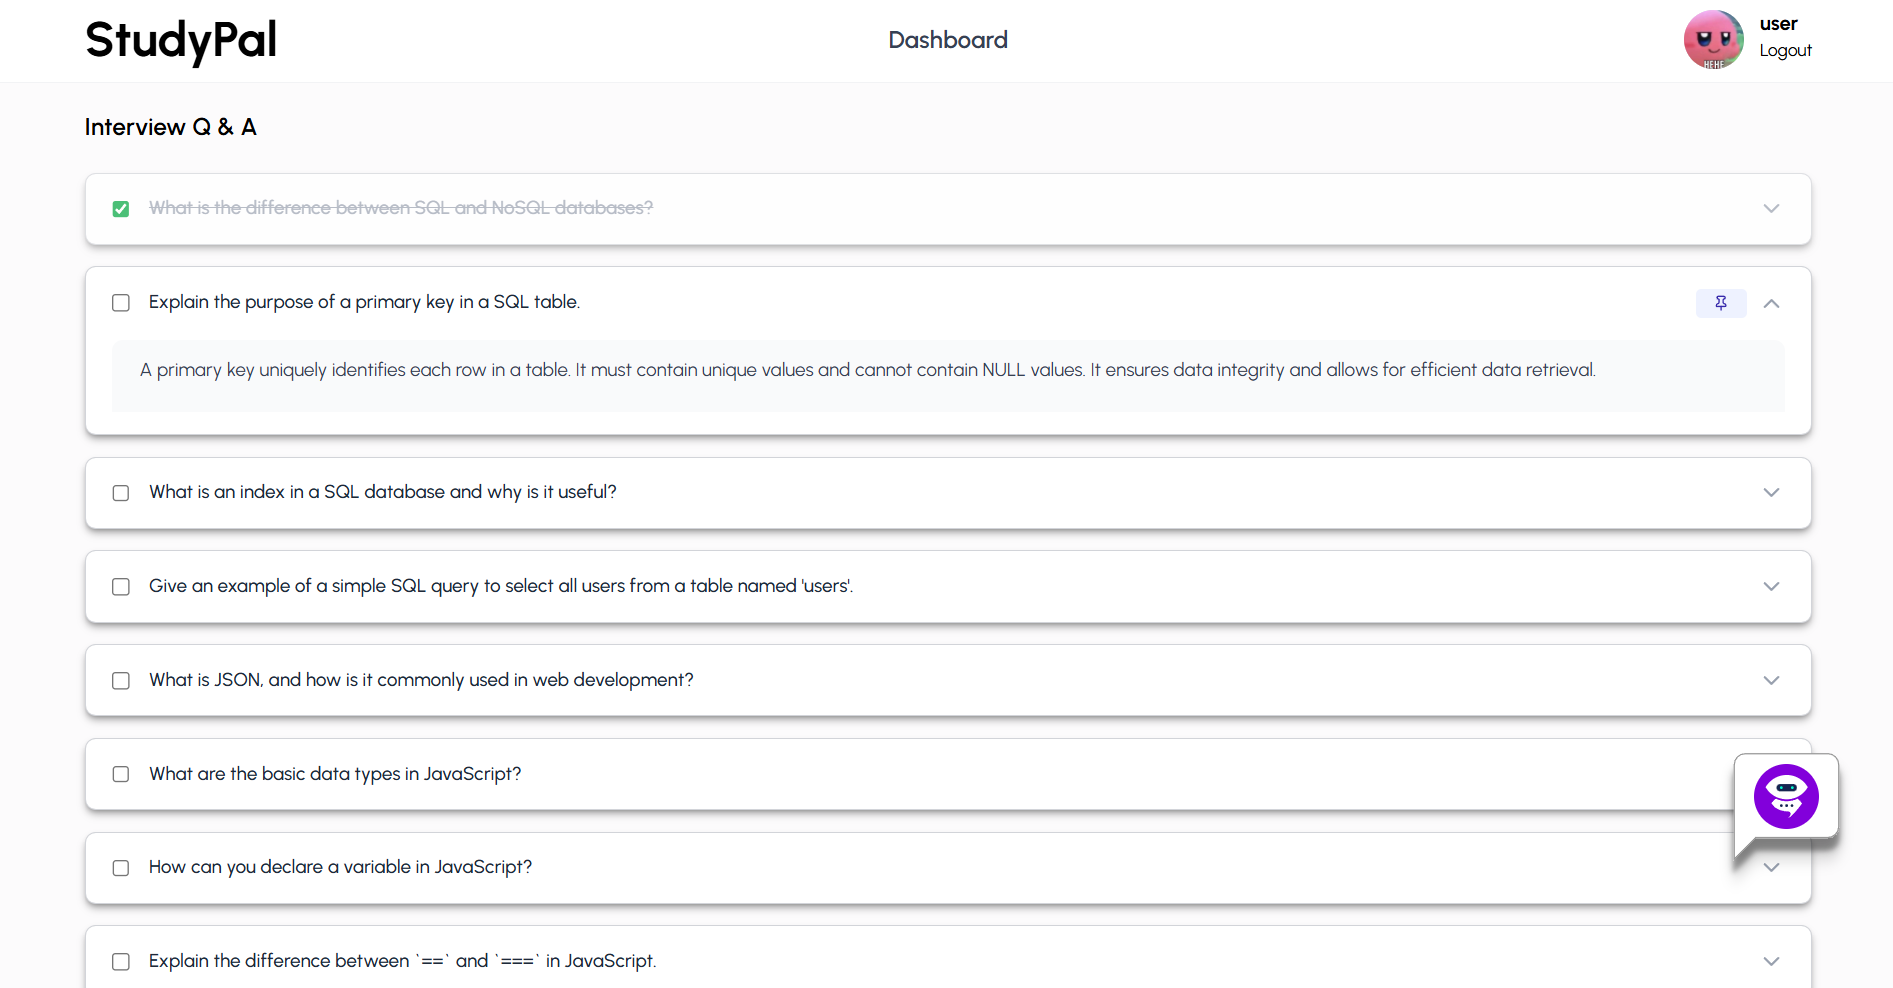 StudyPal
Dashboard
user
Logout
HEHE
Interview Q & A
What is the difference between SQL and NoSQL databases?
Explain the purpose of a primary key in a SQL table.
A primary key uniquely identifies each row in a table. It must contain unique values and cannot contain NULL values. It ensures data integrity and allows for efficient data retrieval.
What is an index in a SQL database and why is it useful?
Give an example of a simple SQL query to select all users from a table named 'users'.
What is JSON, and how is it commonly used in web development?
What are the basic data types in JavaScript?
How can you declare a variable in JavaScript?
Explain the difference between `==` and `===` in JavaScript.